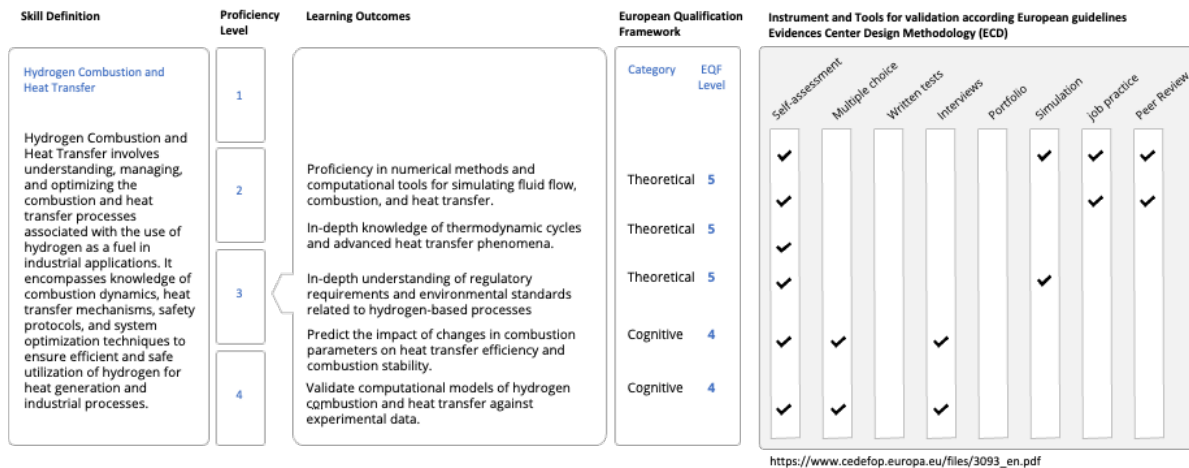 Skill Definition
Proficiency
Level
Learning Outcomes
European Qualification
Framework
Instrument and Tools for validation according European guidelines
Evidences Center Design Methodology (ECD)
Hydrogen Combustion and
Heat Transfer
Hydrogen Combustion and
Heat Transfer involves
understanding, managing,
and optimizing the
combustion and heat
transfer processes
associated with the use of
hydrogen as a fuel in
industrial applications. It
encompasses knowledge of
combustion dynamics, heat
transfer mechanisms, safety
protocols, and system
optimization techniques to
ensure efficient and safe
utilization of hydrogen for
heat generation and
industrial processes.
1
2
3
4
Proficiency in numerical methods and
computational tools for simulating fluid flow,
combustion, and heat transfer.
In-depth knowledge of thermodynamic cycles
and advanced heat transfer phenomena.
In-depth understanding of regulatory
requirements and environmental standards
related to hydrogen-based processes
Predict the impact of changes in combustion
parameters on heat transfer efficiency and
combustion stability.
Validate computational models of hydrogen
combustion and heat transfer against
experimental data.
Category EQF
Level
Theoretical 5
Theoretical 5
Theoretical 5
Cognitive 4
Cognitive 4
Self-assessment
Multiple choice
Written tests
Interviews
Portfolio
Simulation
job practice
Peer Review
https://www.cedefop.europa.eu/files/3093_en.pdf